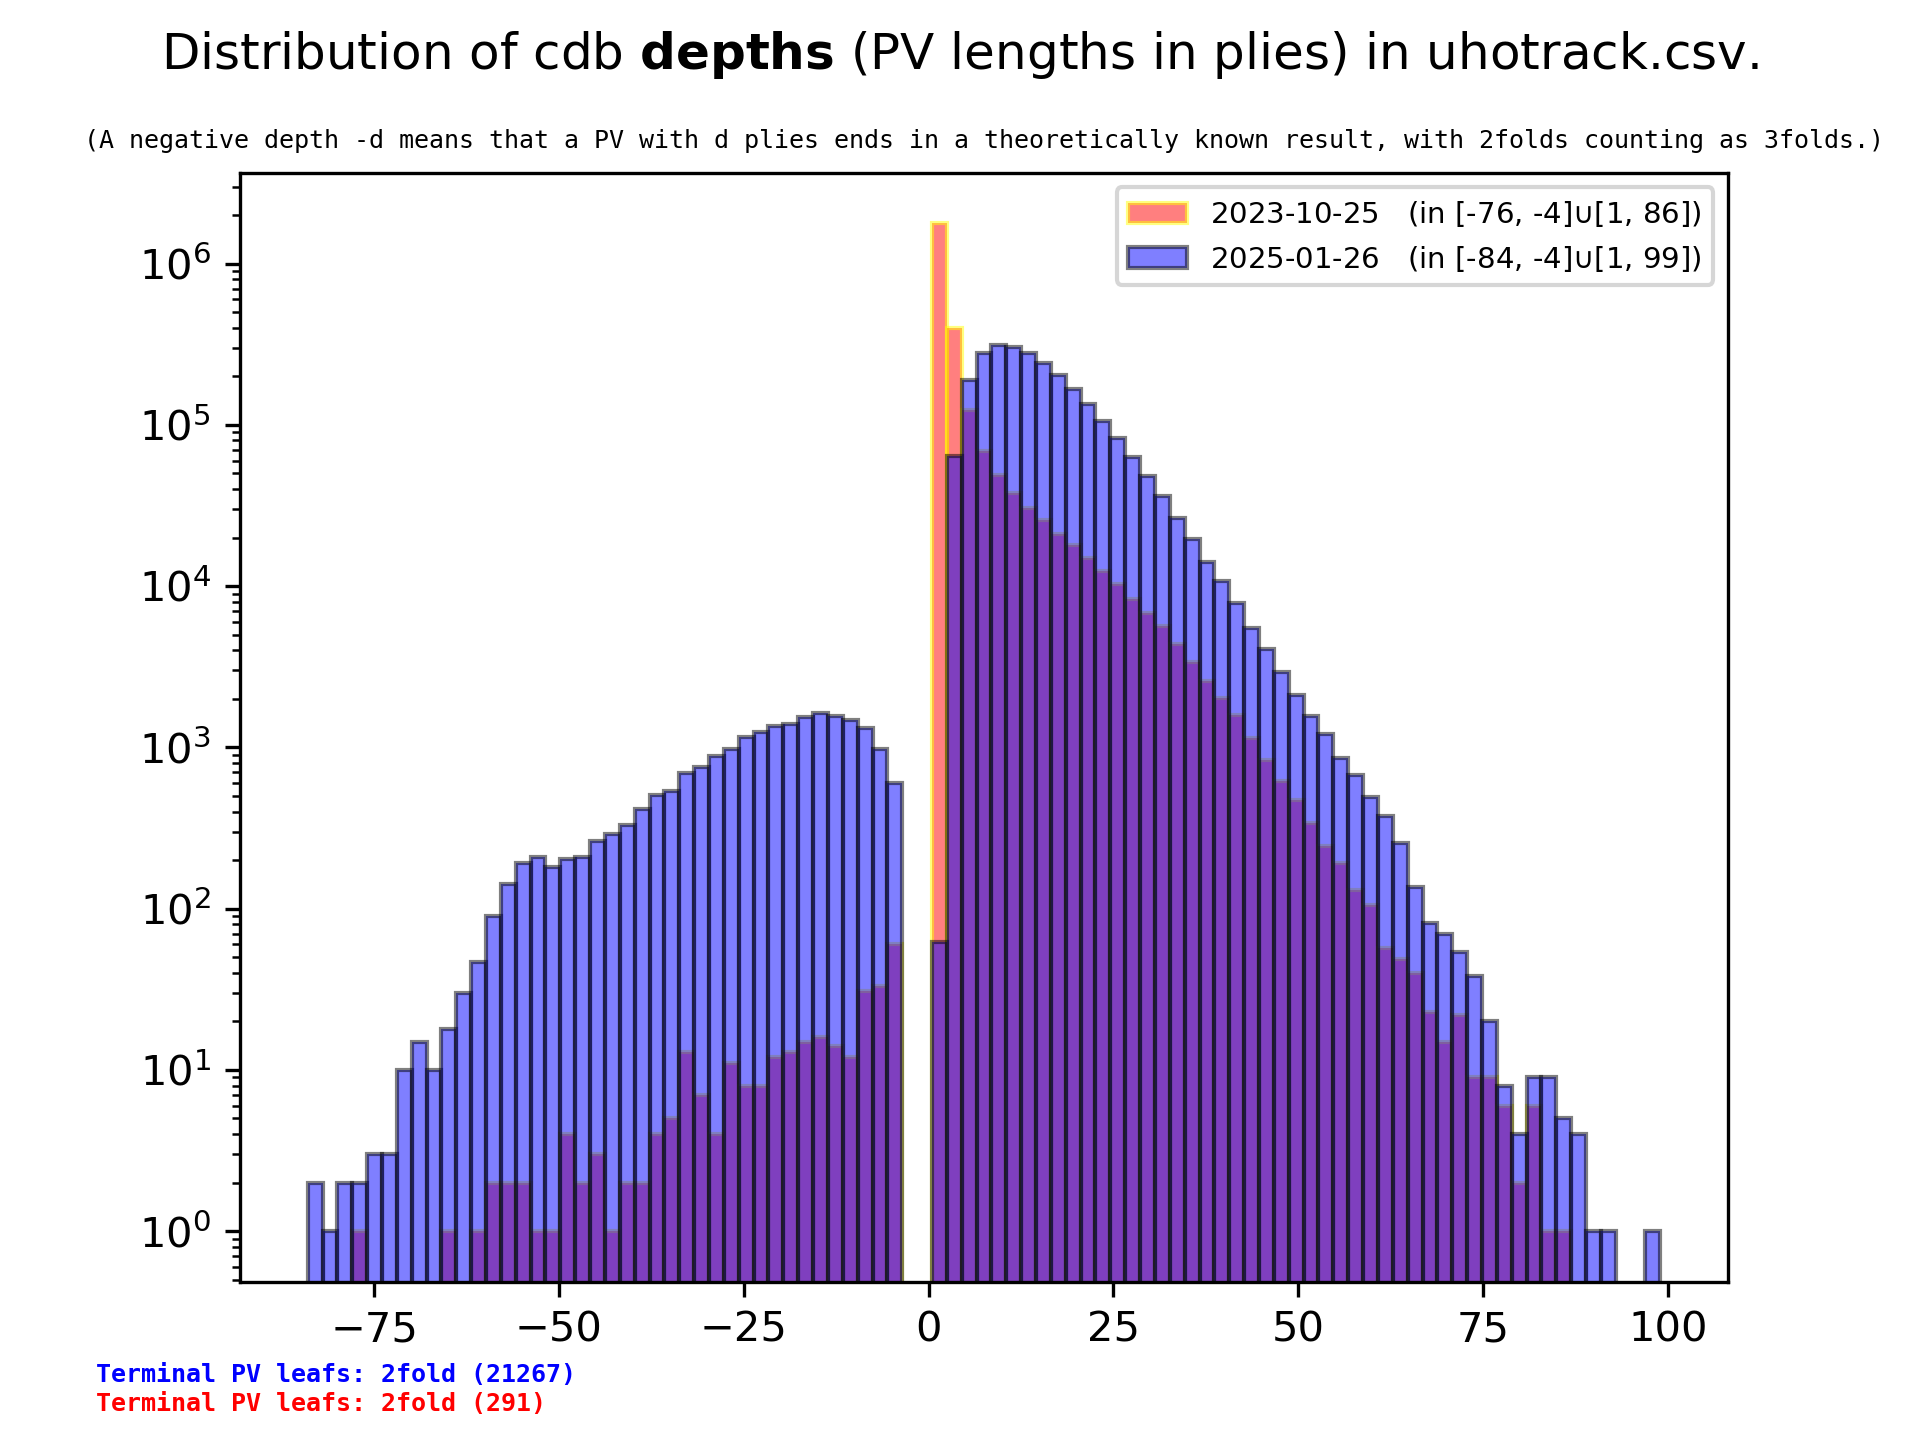 Distribution of cdb depths (PV lengths in plies) in uhotrack.csv.
(A negative depth -d means that a PV with d plies ends in a theoretically known result, with 2folds counting as 3folds.)
2023-10-25 (in [-76, -4]∪[1, 86])
2025-01-26 (in [-84, -4]∪[1, 99])
10⁶
10⁵
10⁴
10³
10²
10¹
10⁰
−75 −50 −25 0 25 50 75 100
Terminal PV leafs: 2fold (21267)
Terminal PV leafs: 2fold (291)